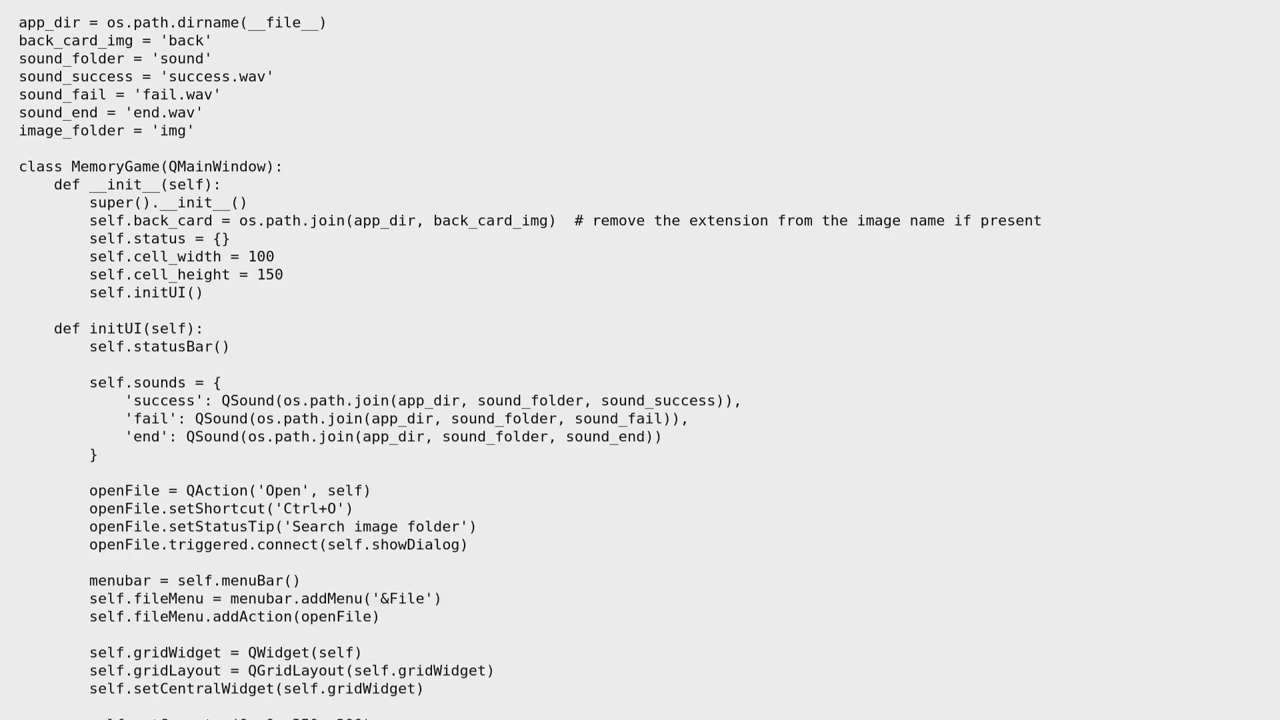 app_dir = os.path.dirname(__file__)
back_card_img = 'back'
sound_folder = 'sound'
sound_success = 'success.wav'
sound_fail = 'fail.wav'
sound_end = 'end.wav'
image_folder = 'img'

class MemoryGame(QMainWindow):
    def __init__(self):
        super().__init__()
        self.back_card = os.path.join(app_dir, back_card_img)  # remove the extension from the image name if present
        self.status = {}
        self.cell_width = 100
        self.cell_height = 150
        self.initUI()

    def initUI(self):
        self.statusBar()

        self.sounds = {
            'success': QSound(os.path.join(app_dir, sound_folder, sound_success)),
            'fail': QSound(os.path.join(app_dir, sound_folder, sound_fail)),
            'end': QSound(os.path.join(app_dir, sound_folder, sound_end))
        }

        openFile = QAction('Open', self)
        openFile.setShortcut('Ctrl+O')
        openFile.setStatusTip('Search image folder')
        openFile.triggered.connect(self.showDialog)

        menubar = self.menuBar()
        self.fileMenu = menubar.addMenu('&File')
        self.fileMenu.addAction(openFile)

        self.gridWidget = QWidget(self)
        self.gridLayout = QGridLayout(self.gridWidget)
        self.setCentralWidget(self.gridWidget)